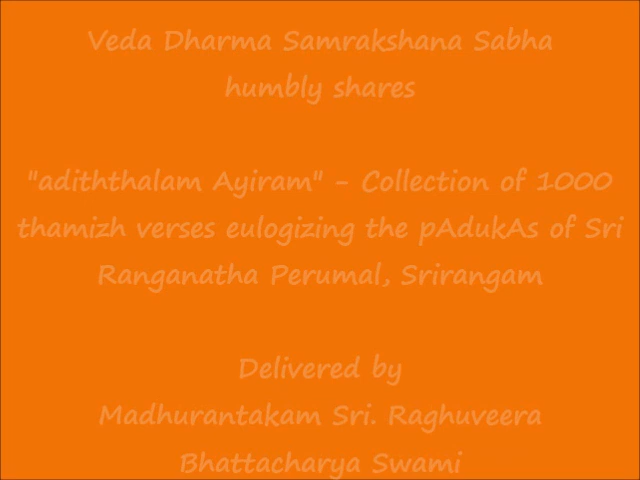 Veda Dharma Samrakshana Sabha
humbly shares
"adiththalam Ayiram" - Collection of 1000
thamizh verses eulogizing the pAdukAs of Sri
Ranganatha Perumal, Srirangam
Delivered by
Madhurantakam Sri. Raghuveera
Bhattacharya Swami